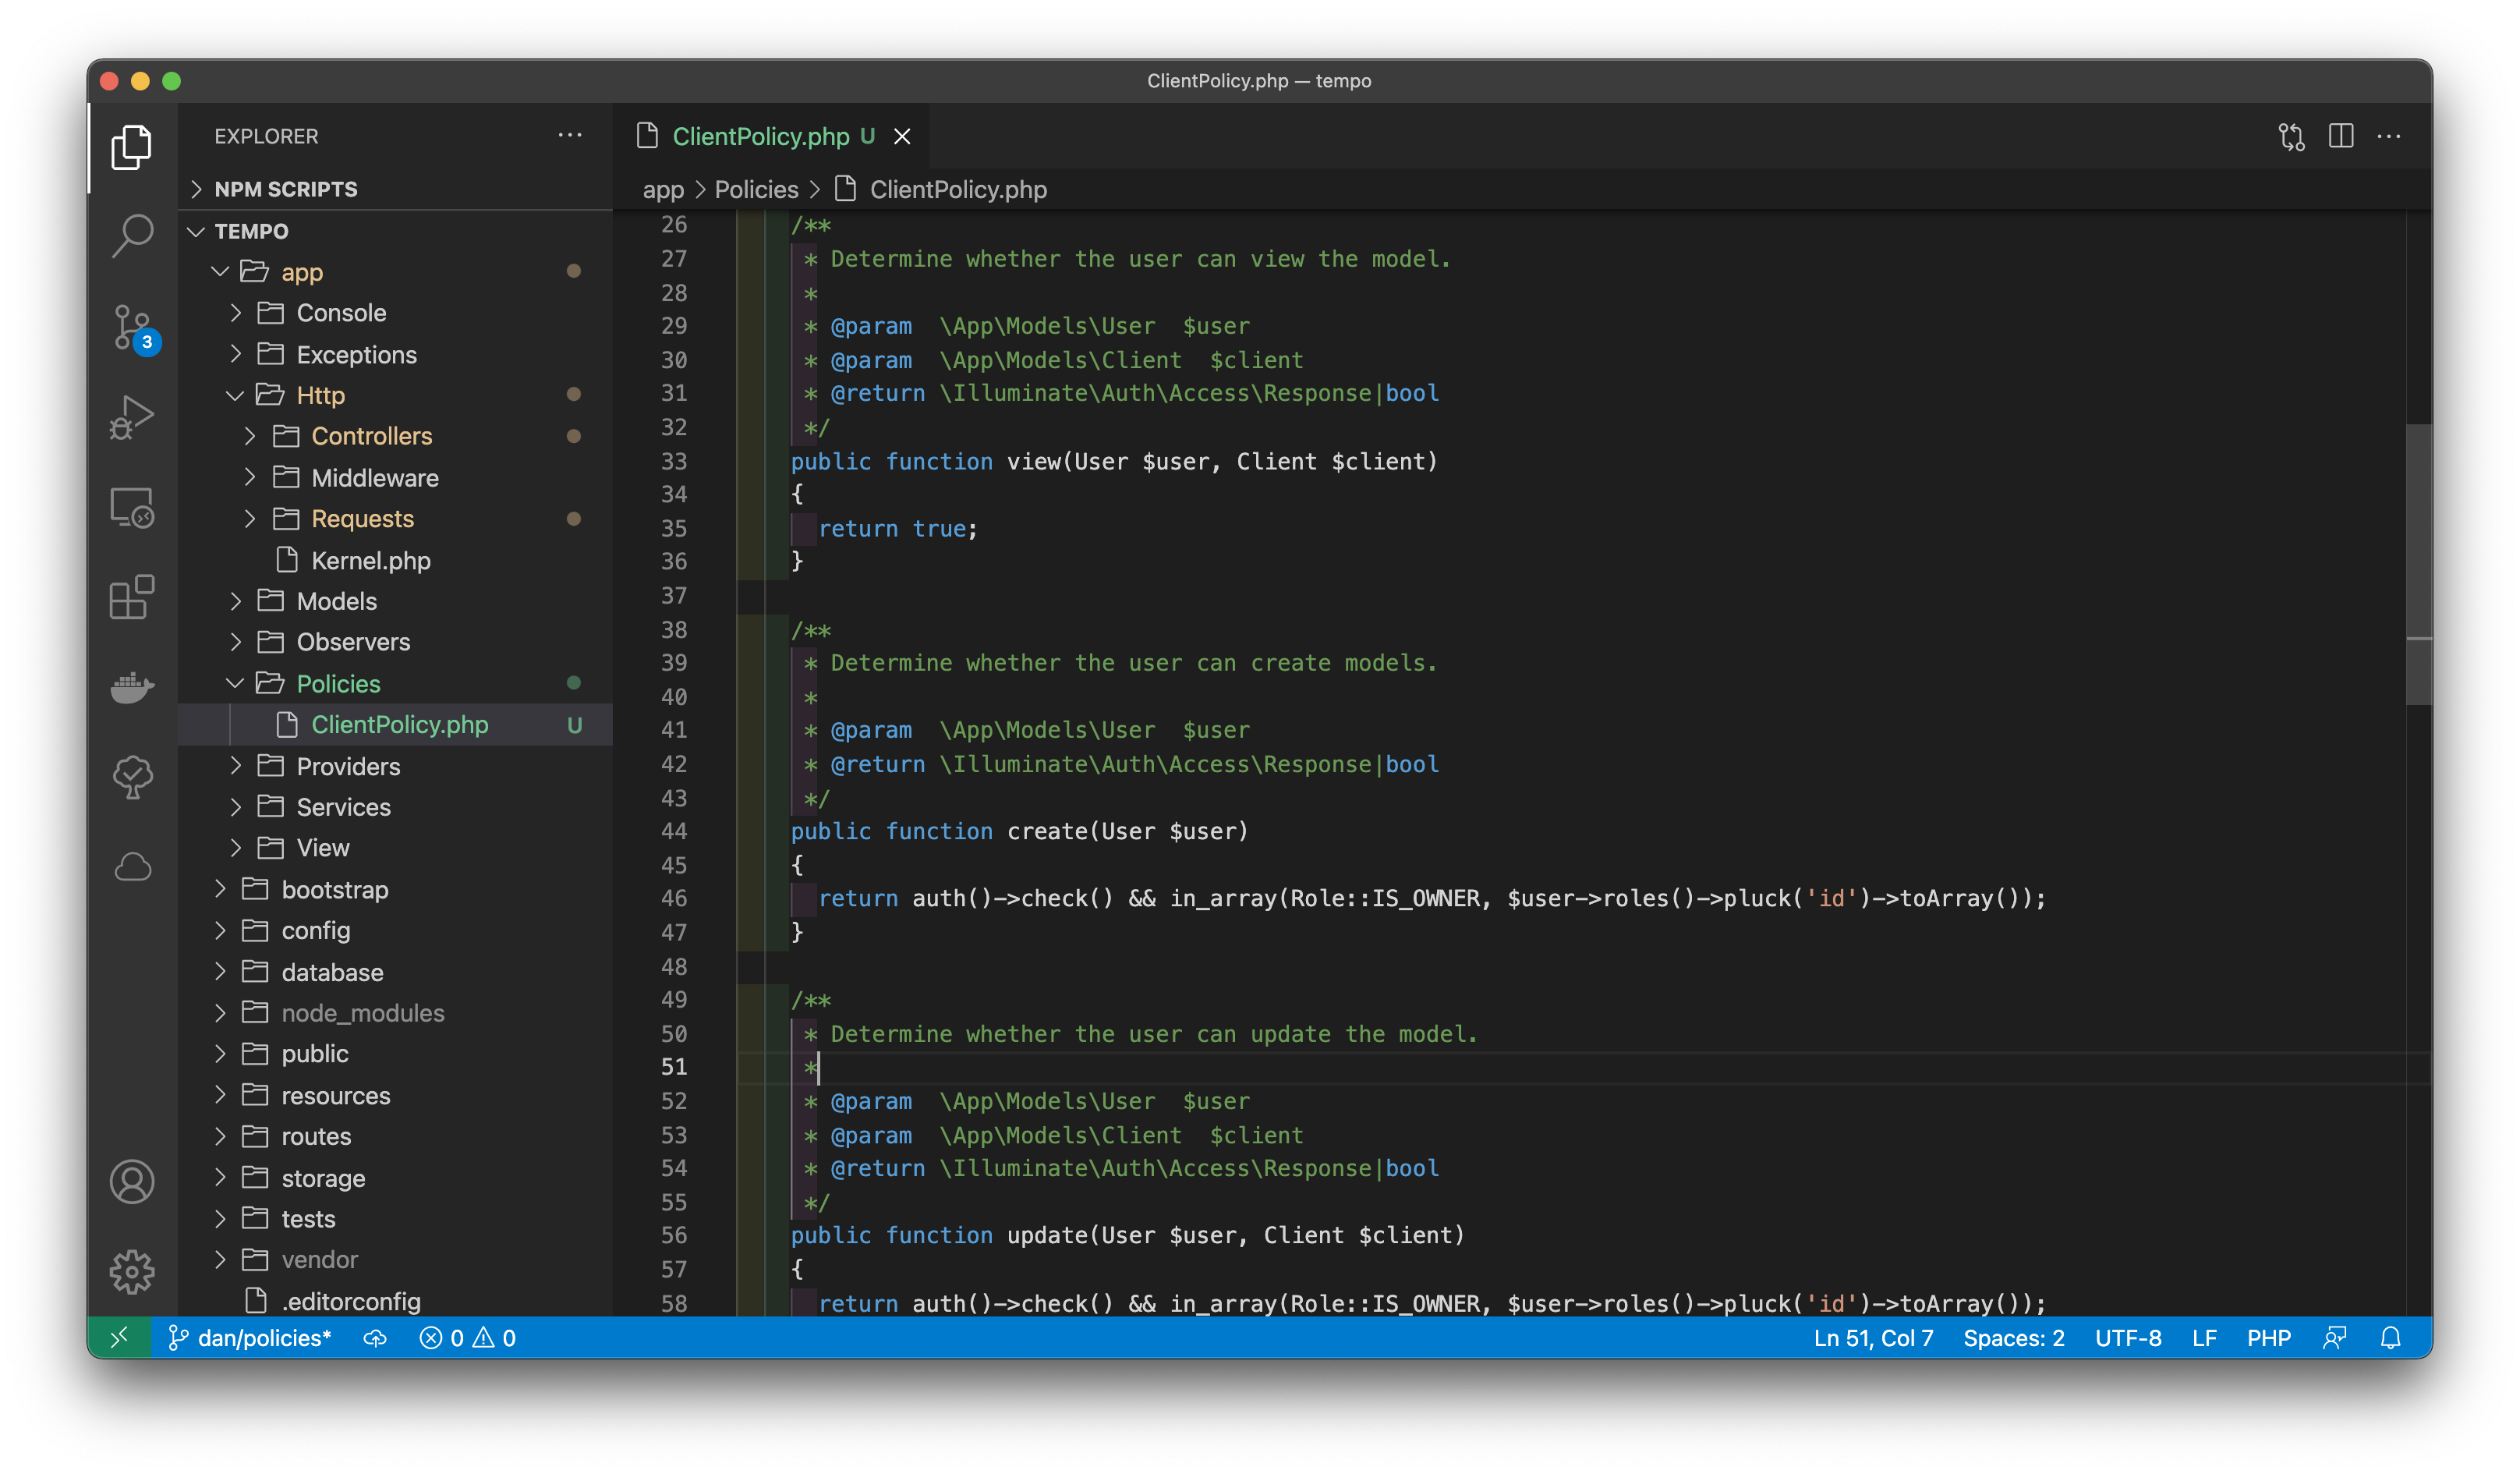 ClientPolicy.php — tempo
EXPLORER
NPM SCRIPTS
TEMPO
app
Console
Exceptions
Http
Controllers
Middleware
Requests
Kernel.php
Models
Observers
Policies
ClientPolicy.php U
Providers
Services
View
bootstrap
config
database
node_modules
public
resources
routes
storage
tests
vendor
.editorconfig
3
ClientPolicy.php U
app > Policies > ClientPolicy.php
26 /**
27 * Determine whether the user can view the model.
28 *
29 * @param  \App\Models\User  $user
30 * @param  \App\Models\Client  $client
31 * @return \Illuminate\Auth\Access\Response|bool
32 */
33 public function view(User $user, Client $client)
34 {
35 return true;
36 }
37
38 /**
39 * Determine whether the user can create models.
40 *
41 * @param  \App\Models\User  $user
42 * @return \Illuminate\Auth\Access\Response|bool
43 */
44 public function create(User $user)
45 {
46 return auth()->check() && in_array(Role::IS_OWNER, $user->roles()->pluck('id')->toArray());
47 }
48
49 /**
50 * Determine whether the user can update the model.
51 *
52 * @param  \App\Models\User  $user
53 * @param  \App\Models\Client  $client
54 * @return \Illuminate\Auth\Access\Response|bool
55 */
56 public function update(User $user, Client $client)
57 {
58 return auth()->check() && in_array(Role::IS_OWNER, $user->roles()->pluck('id')->toArray());
dan/policies* 0 0 Ln 51, Col 7 Spaces: 2 UTF-8 LF PHP